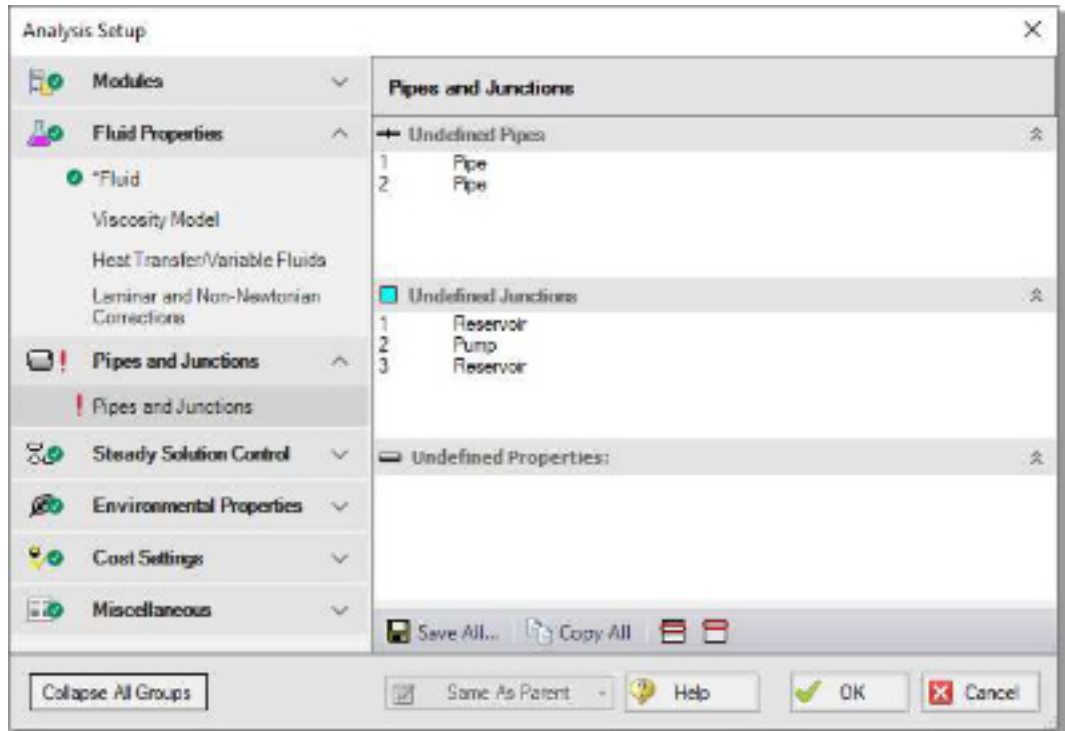 Analysis Setup
Modules
Fluid Properties
*Fluid
Viscosity Model
Heat Transfer/Variable Fluids
Laminar and Non-Newtonian
Corrections
Pipes and Junctions
Pipes and Junctions
Steady Solution Control
Environmental Properties
Cost Settings
Miscellaneous
Collapse All Groups
Pipes and Junctions
Undefined Pipes
1 Pipe
2 Pipe
Undefined Junctions
1 Reservoir
2 Pump
3 Reservoir
Undefined Properties:
Save All... Copy All
Same As Parent Help OK Cancel